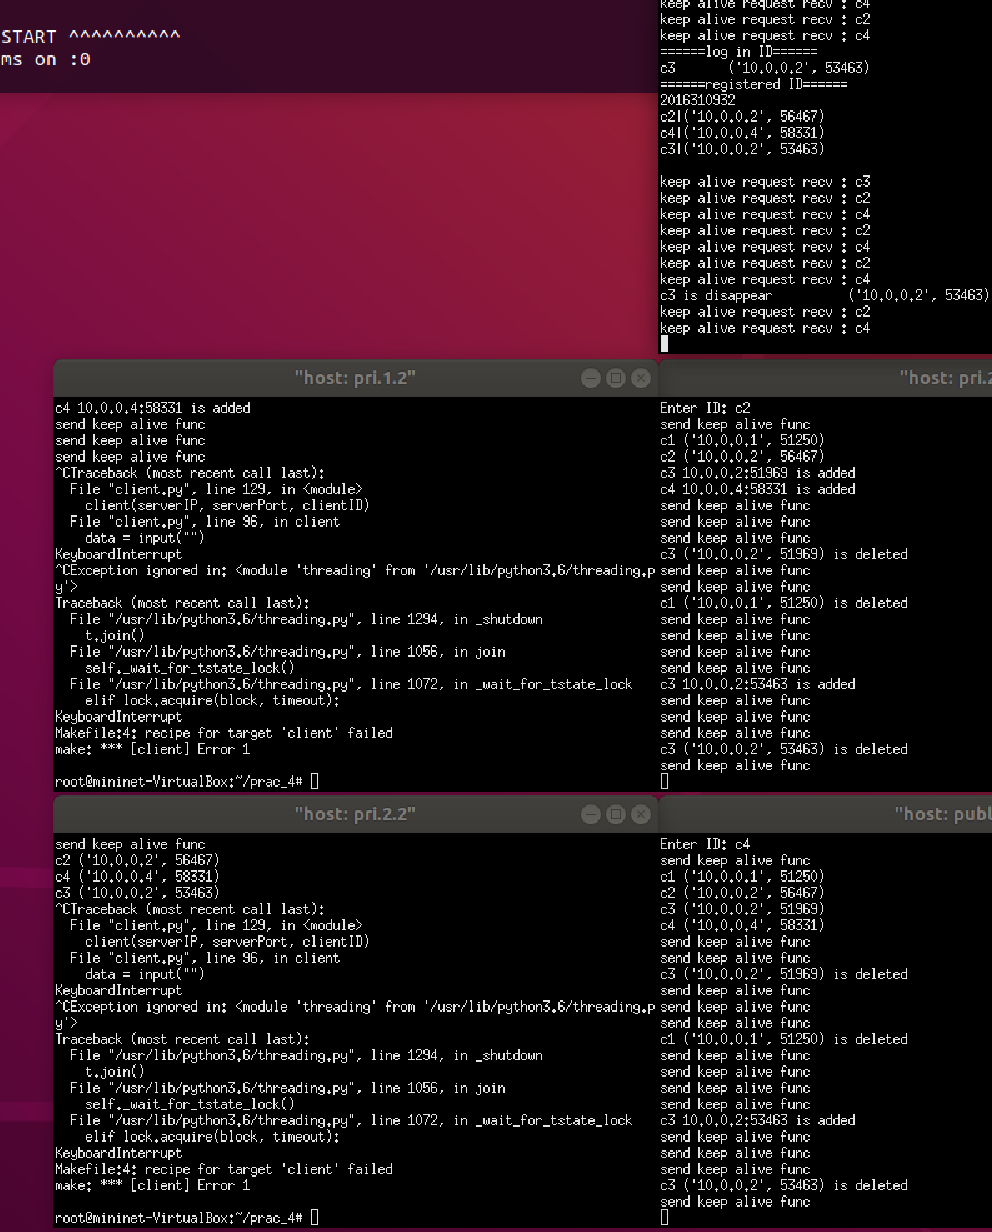 START ^^^^^^^^^^
ms on :0
keep alive request recv : c4
keep alive request recv : c2
keep alive request recv : c4
======log in ID======
c3 ('10.0.0.2', 53463)
======registered ID======
2016310932
c2|('10.0.0.2', 56467)
c4|('10.0.0.4', 58331)
c3|('10.0.0.2', 53463)
keep alive request recv : c3
keep alive request recv : c2
keep alive request recv : c4
keep alive request recv : c2
keep alive request recv : c4
keep alive request recv : c2
keep alive request recv : c4
c3 is disappear ('10.0.0.2', 53463)
keep alive request recv : c2
keep alive request recv : c4
"host: pri.1.2"
c4 10.0.0.4:58331 is added
send keep alive func
send keep alive func
send keep alive func
^CTraceback (most recent call last):
File "client.py", line 129, in <module>
client(serverIP, serverPort, clientID)
File "client.py", line 96, in client
data = input("")
KeyboardInterrupt
^CException ignored in: <module 'threading' from '/usr/lib/python3.6/threading.p
y'>
Traceback (most recent call last):
File "/usr/lib/python3.6/threading.py", line 1294, in _shutdown
t.join()
File "/usr/lib/python3.6/threading.py", line 1056, in join
self._wait_for_tstate_lock()
File "/usr/lib/python3.6/threading.py", line 1072, in _wait_for_tstate_lock
elif lock.acquire(block, timeout):
KeyboardInterrupt
Makefile:4: recipe for target 'client' failed
make: *** [client] Error 1
root@mininet-VirtualBox:~/prac_4#
"host: pri.2
Enter ID: c2
send keep alive func
c1 ('10.0.0.1', 51250)
c2 ('10.0.0.2', 56467)
c3 10.0.0.2:51969 is added
c4 10.0.0.4:58331 is added
send keep alive func
send keep alive func
send keep alive func
c3 ('10.0.0.2', 51969) is deleted
send keep alive func
send keep alive func
c1 ('10.0.0.1', 51250) is deleted
send keep alive func
send keep alive func
send keep alive func
send keep alive func
c3 10.0.0.2:53463 is added
send keep alive func
send keep alive func
send keep alive func
c3 ('10.0.0.2', 53463) is deleted
send keep alive func
"host: pri.2.2"
send keep alive func
c2 ('10.0.0.2', 56467)
c4 ('10.0.0.4', 58331)
c3 ('10.0.0.2', 53463)
^CTraceback (most recent call last):
File "client.py", line 129, in <module>
client(serverIP, serverPort, clientID)
File "client.py", line 96, in client
data = input("")
KeyboardInterrupt
^CException ignored in: <module 'threading' from '/usr/lib/python3.6/threading.p
y'>
Traceback (most recent call last):
File "/usr/lib/python3.6/threading.py", line 1294, in _shutdown
t.join()
File "/usr/lib/python3.6/threading.py", line 1056, in join
self._wait_for_tstate_lock()
File "/usr/lib/python3.6/threading.py", line 1072, in _wait_for_tstate_lock
elif lock.acquire(block, timeout):
KeyboardInterrupt
Makefile:4: recipe for target 'client' failed
make: *** [client] Error 1
root@mininet-VirtualBox:~/prac_4#
"host: publ
Enter ID: c4
send keep alive func
c1 ('10.0.0.1', 51250)
c2 ('10.0.0.2', 56467)
c3 ('10.0.0.2', 51969)
c4 ('10.0.0.4', 58331)
send keep alive func
send keep alive func
c3 ('10.0.0.2', 51969) is deleted
send keep alive func
send keep alive func
send keep alive func
c1 ('10.0.0.1', 51250) is deleted
send keep alive func
send keep alive func
send keep alive func
send keep alive func
c3 10.0.0.2:53463 is added
send keep alive func
send keep alive func
send keep alive func
c3 ('10.0.0.2', 53463) is deleted
send keep alive func